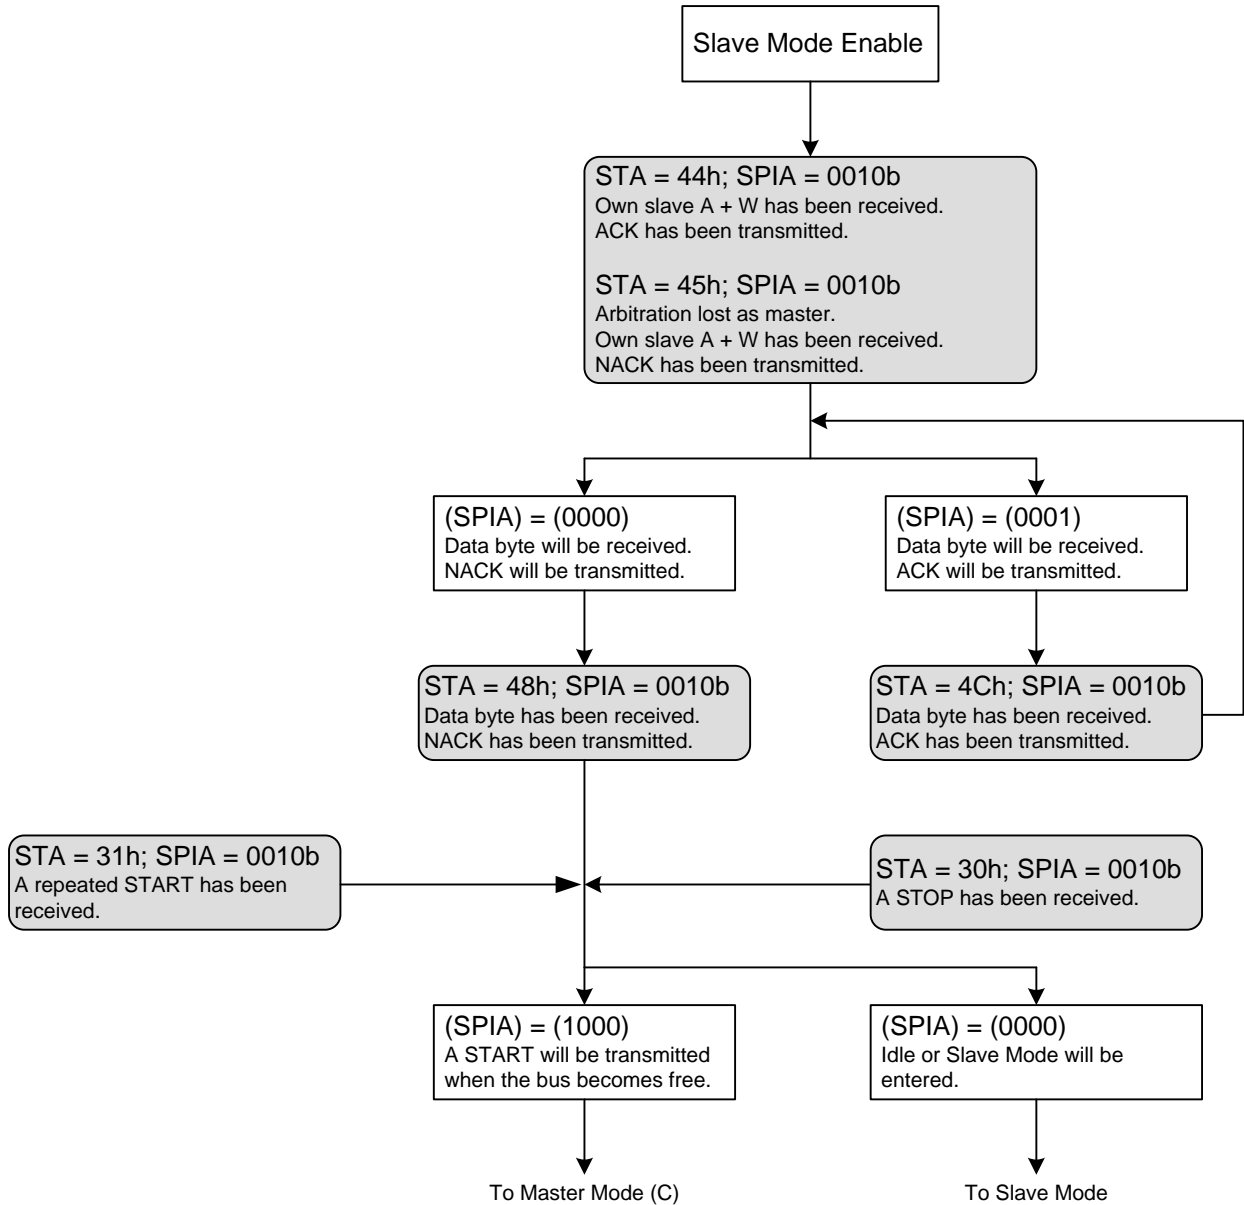 Slave Mode Enable
STA = 44h; SPIA = 0010b
Own slave A + W has been received.
ACK has been transmitted.
STA = 45h; SPIA = 0010b
Arbitration lost as master.
Own slave A + W has been received.
NACK has been transmitted.
(SPIA) = (0000)
Data byte will be received.
NACK will be transmitted.
(SPIA) = (0001)
Data byte will be received.
ACK will be transmitted.
STA = 48h; SPIA = 0010b
Data byte has been received.
NACK has been transmitted.
STA = 4Ch; SPIA = 0010b
Data byte has been received.
ACK has been transmitted.
STA = 31h; SPIA = 0010b
A repeated START has been
received.
STA = 30h; SPIA = 0010b
A STOP has been received.
(SPIA) = (1000)
A START will be transmitted
when the bus becomes free.
(SPIA) = (0000)
Idle or Slave Mode will be
entered.
To Master Mode (C)
To Slave Mode